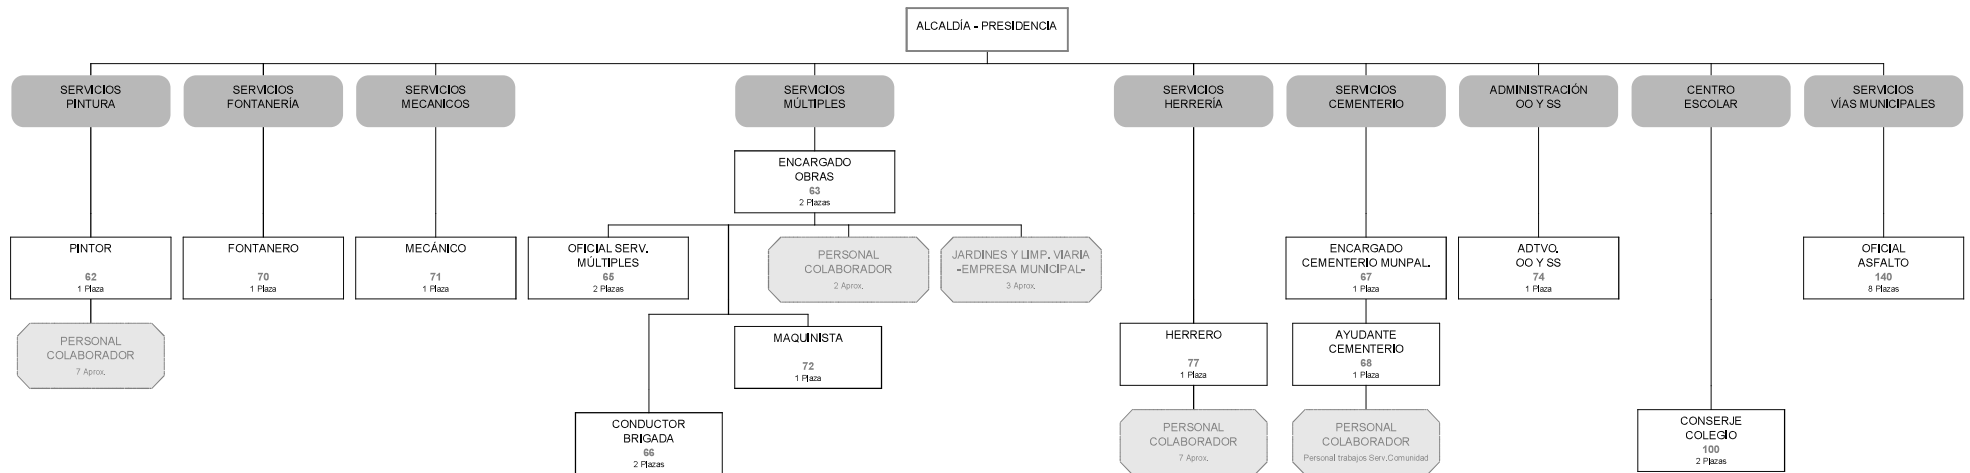 ALCALDÍA - PRESIDENCIA
SERVICIOS
PINTURA
SERVICIOS
FONTANERÍA
SERVICIOS
MECANICOS
SERVICIOS
MÚLTIPLES
SERVICIOS
HERRERÍA
SERVICIOS
CEMENTERIO
ADMINISTRACIÓN
OO Y SS
CENTRO
ESCOLAR
SERVICIOS
VÍAS MUNICIPALES
ENCARGADO
OBRAS
63
2 Plazas
PINTOR
62
1 Plaza
FONTANERO
70
1 Plaza
MECÁNICO
71
1 Plaza
OFICIAL SERV.
MÚLTIPLES
65
2 Plazas
PERSONAL
COLABORADOR
2 Aprox.
JARDINES Y LIMP. VIARIA
-EMPRESA MUNICIPAL-
3 Aprox.
ENCARGADO
CEMENTERIO MUNPAL.
67
1 Plaza
ADTVO.
OO Y SS
74
1 Plaza
OFICIAL
ASFALTO
140
8 Plazas
PERSONAL
COLABORADOR
7 Aprox.
MAQUINISTA
72
1 Plaza
HERRERO
77
1 Plaza
AYUDANTE
CEMENTERIO
68
1 Plaza
CONDUCTOR
BRIGADA
66
2 Plazas
PERSONAL
COLABORADOR
7 Aprox.
PERSONAL
COLABORADOR
Personal trabajos Serv.Comunidad
CONSERJE
COLEGIO
100
2 Plazas